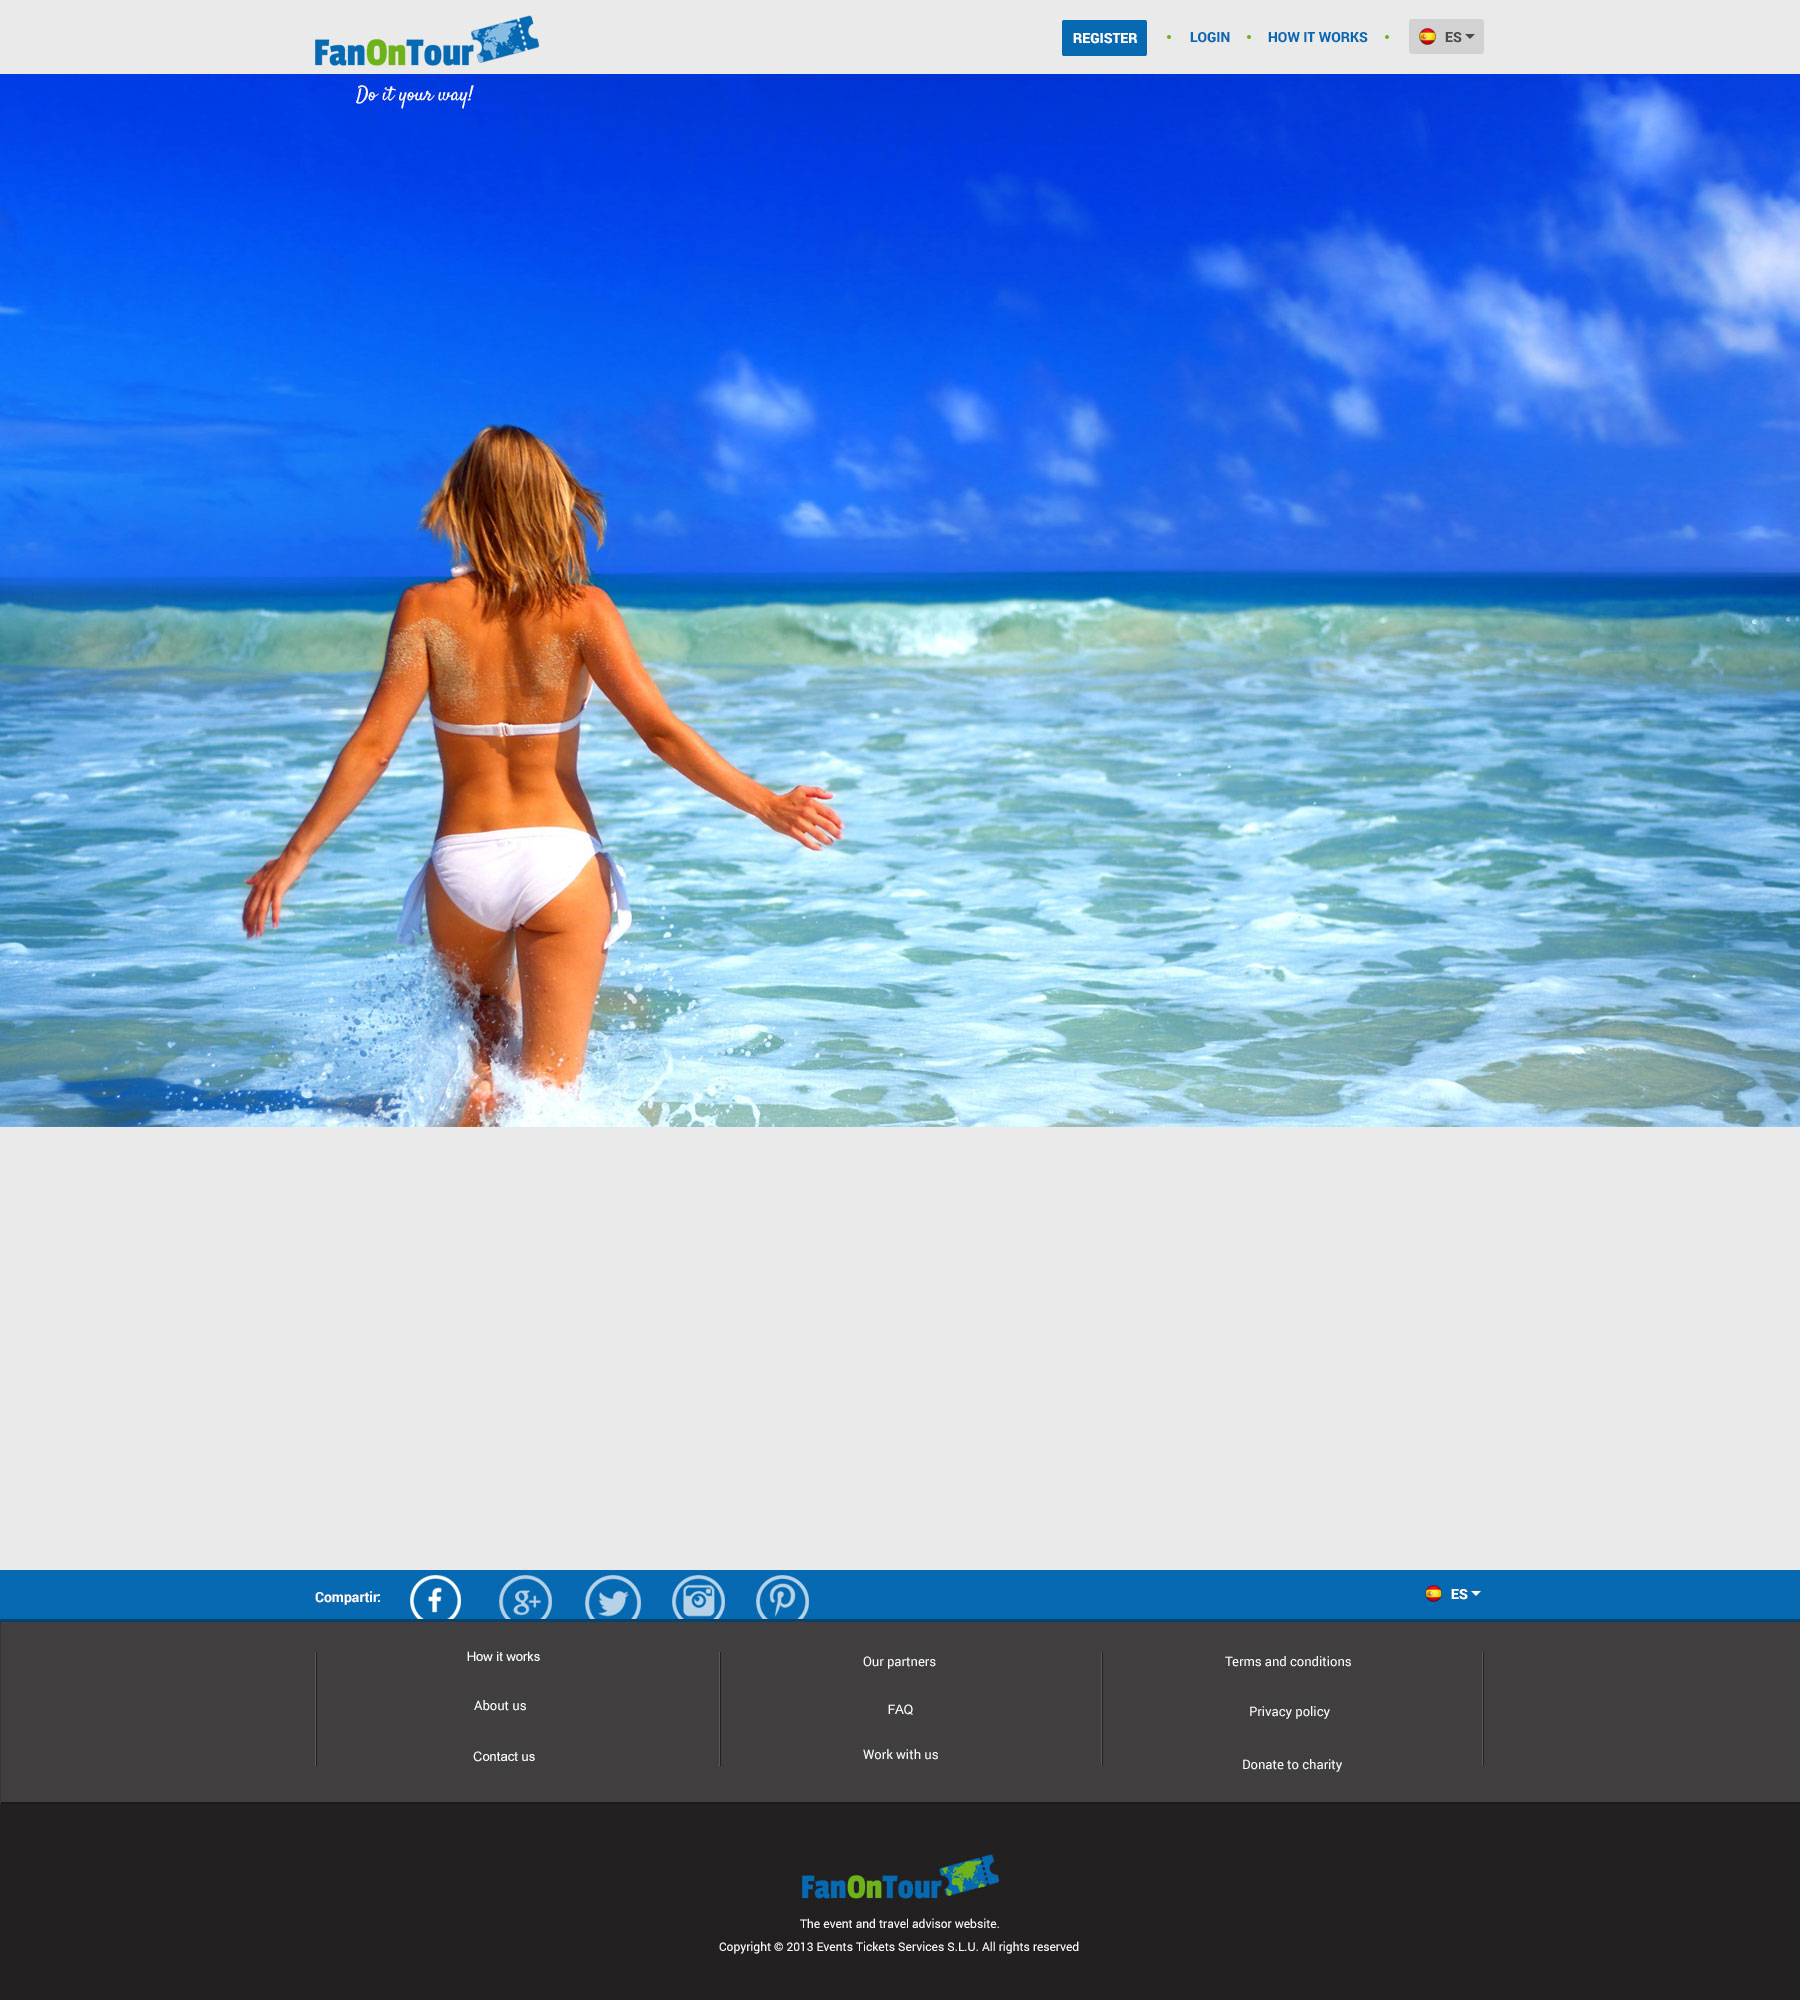 FanOnTour
REGISTER • LOGIN • HOW IT WORKS • ES
Do it your way!
Compartir: f g+ ES
How it works
Our partners
Terms and conditions
About us
FAQ
Privacy policy
Contact us
Work with us
Donate to charity
FanOnTour
The event and travel advisor website.
Copyright © 2013 Events Tickets Services S.L.U. All rights reserved